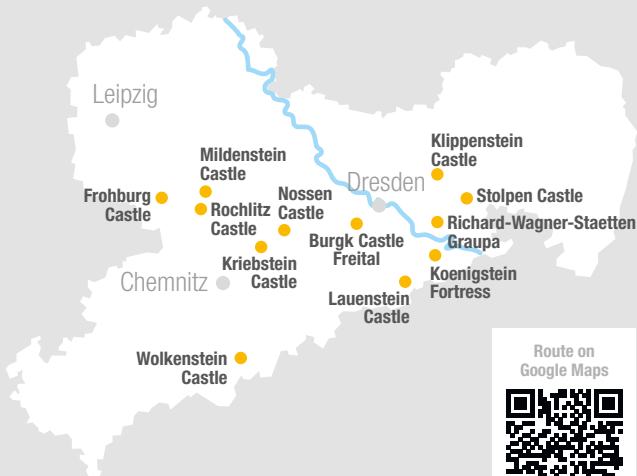 Leipzig
Mildenstein
Castle
Frohburg
Castle
Rochlitz
Castle
Nossen
Castle
Kriebstein
Castle
Chemnitz
Wolkenstein
Castle
Dresden
Burgk Castle
Freital
Lauenstein
Castle
Klippenstein
Castle
Stolpen Castle
Richard-Wagner-Staetten
Graupa
Koenigstein
Fortress
Route on
Google Maps